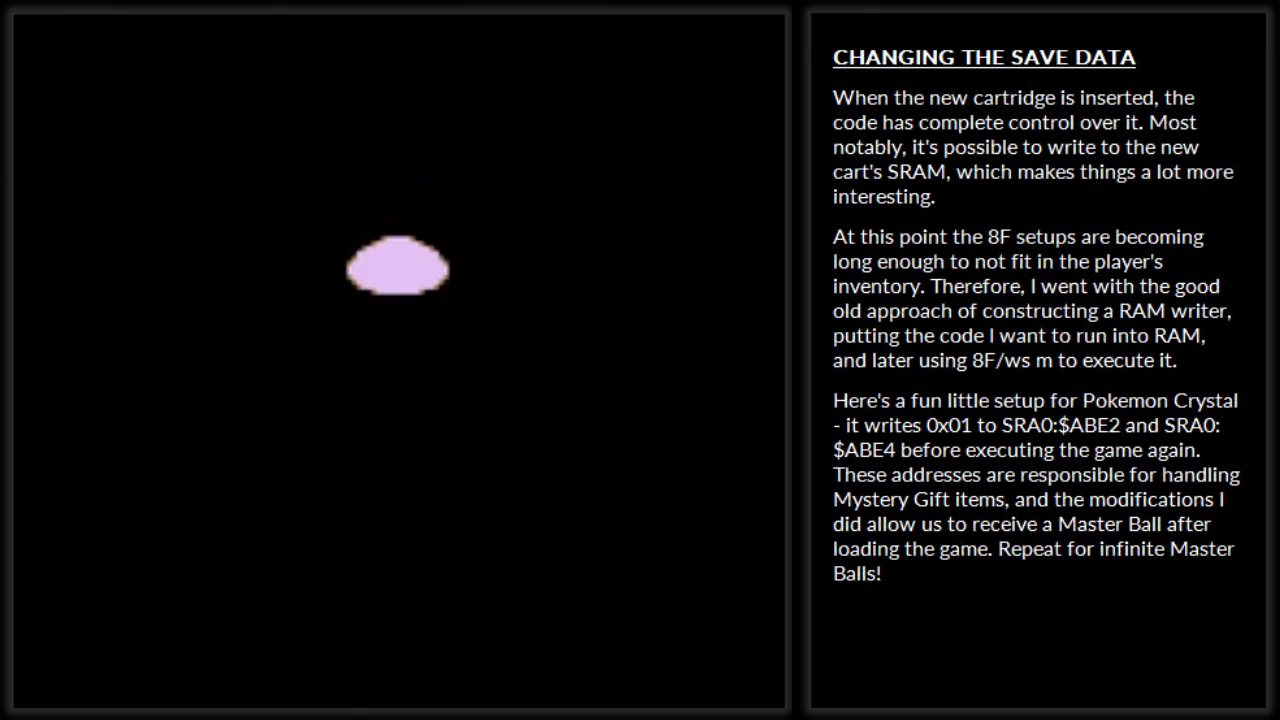 CHANGING THE SAVE DATA
When the new cartridge is inserted, the
code has complete control over it. Most
notably, it's possible to write to the new
cart's SRAM, which makes things a lot more
interesting.
At this point the 8F setups are becoming
long enough to not fit in the player's
inventory. Therefore, I went with the good
old approach of constructing a RAM writer,
putting the code I want to run into RAM,
and later using 8F/ws m to execute it.
Here's a fun little setup for Pokemon Crystal
- it writes 0x01 to SRA0:$ABE2 and SRA0:
$ABE4 before executing the game again.
These addresses are responsible for handling
Mystery Gift items, and the modifications I
did allow us to receive a Master Ball after
loading the game. Repeat for infinite Master
Balls!